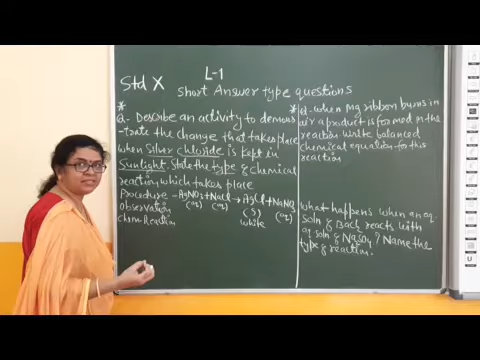 Std X
L-1
Short Answer type questions
* Q- Describe an activity to demons
-trate the change that takes place
when Silver chloride is kept in
Sunlight. State the type of chemical
reaction which takes place
Procedure - AgNO3 + NaCl → AgCl + NaNO3
(aq) (aq) (s) (aq)
Observation white
Chem Reaction
* Q- When Mg ribbon burns in
air a product is formed in the
reaction write balanced
chemical equation for this
reaction
What happens when an aq.
soln of BaCl2 reacts with
aq soln of Na2SO4? Name the
type of reaction.